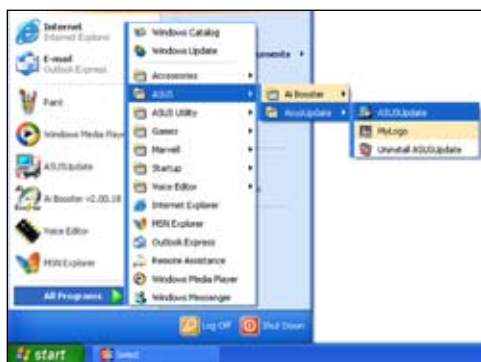 Internet
Internet Explorer
E-mail
Outlook Express
Paint
Windows Media Player
ASUSUpdate
Ai Booster v2.00.18
Voice Editor
MSN Explorer
All Programs
Windows Catalog
Windows Update
Accessories
ASUS
ASUS Utility
Games
Marvell
Startup
Voice Editor
Internet Explorer
MSN Explorer
Outlook Express
Remote Assistance
Windows Media Player
Windows Messenger
Ai Booster
AsusUpdate
ASUSUpdate
MyLogo
Uninstall ASUSUpdate
Log Off
Shut Down
start